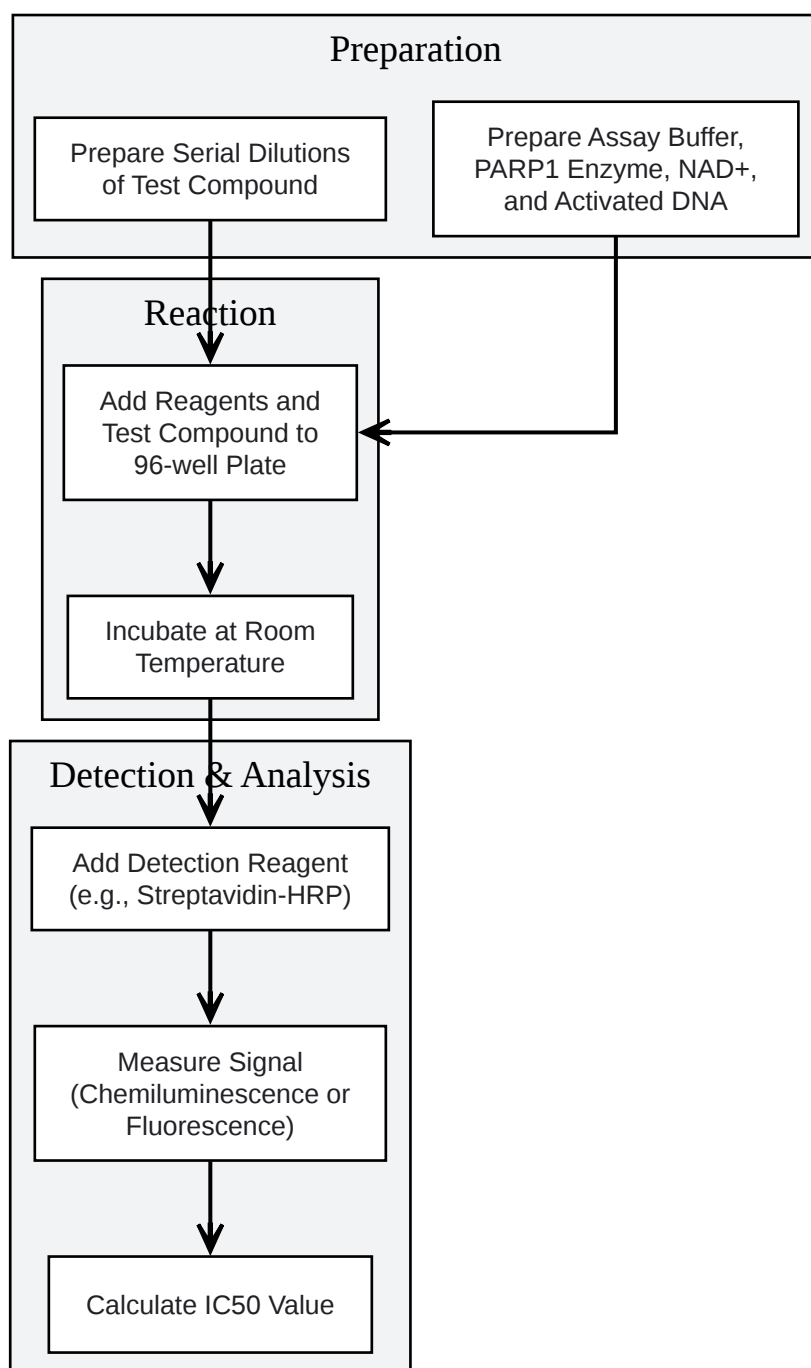 Preparation
Prepare Serial Dilutions
of Test Compound
Prepare Assay Buffer,
PARP1 Enzyme, NAD+,
and Activated DNA
Reaction
Add Reagents and
Test Compound to
96-well Plate
Incubate at Room
Temperature
Detection & Analysis
Add Detection Reagent
(e.g., Streptavidin-HRP)
Measure Signal
(Chemiluminescence or
Fluorescence)
Calculate IC50 Value